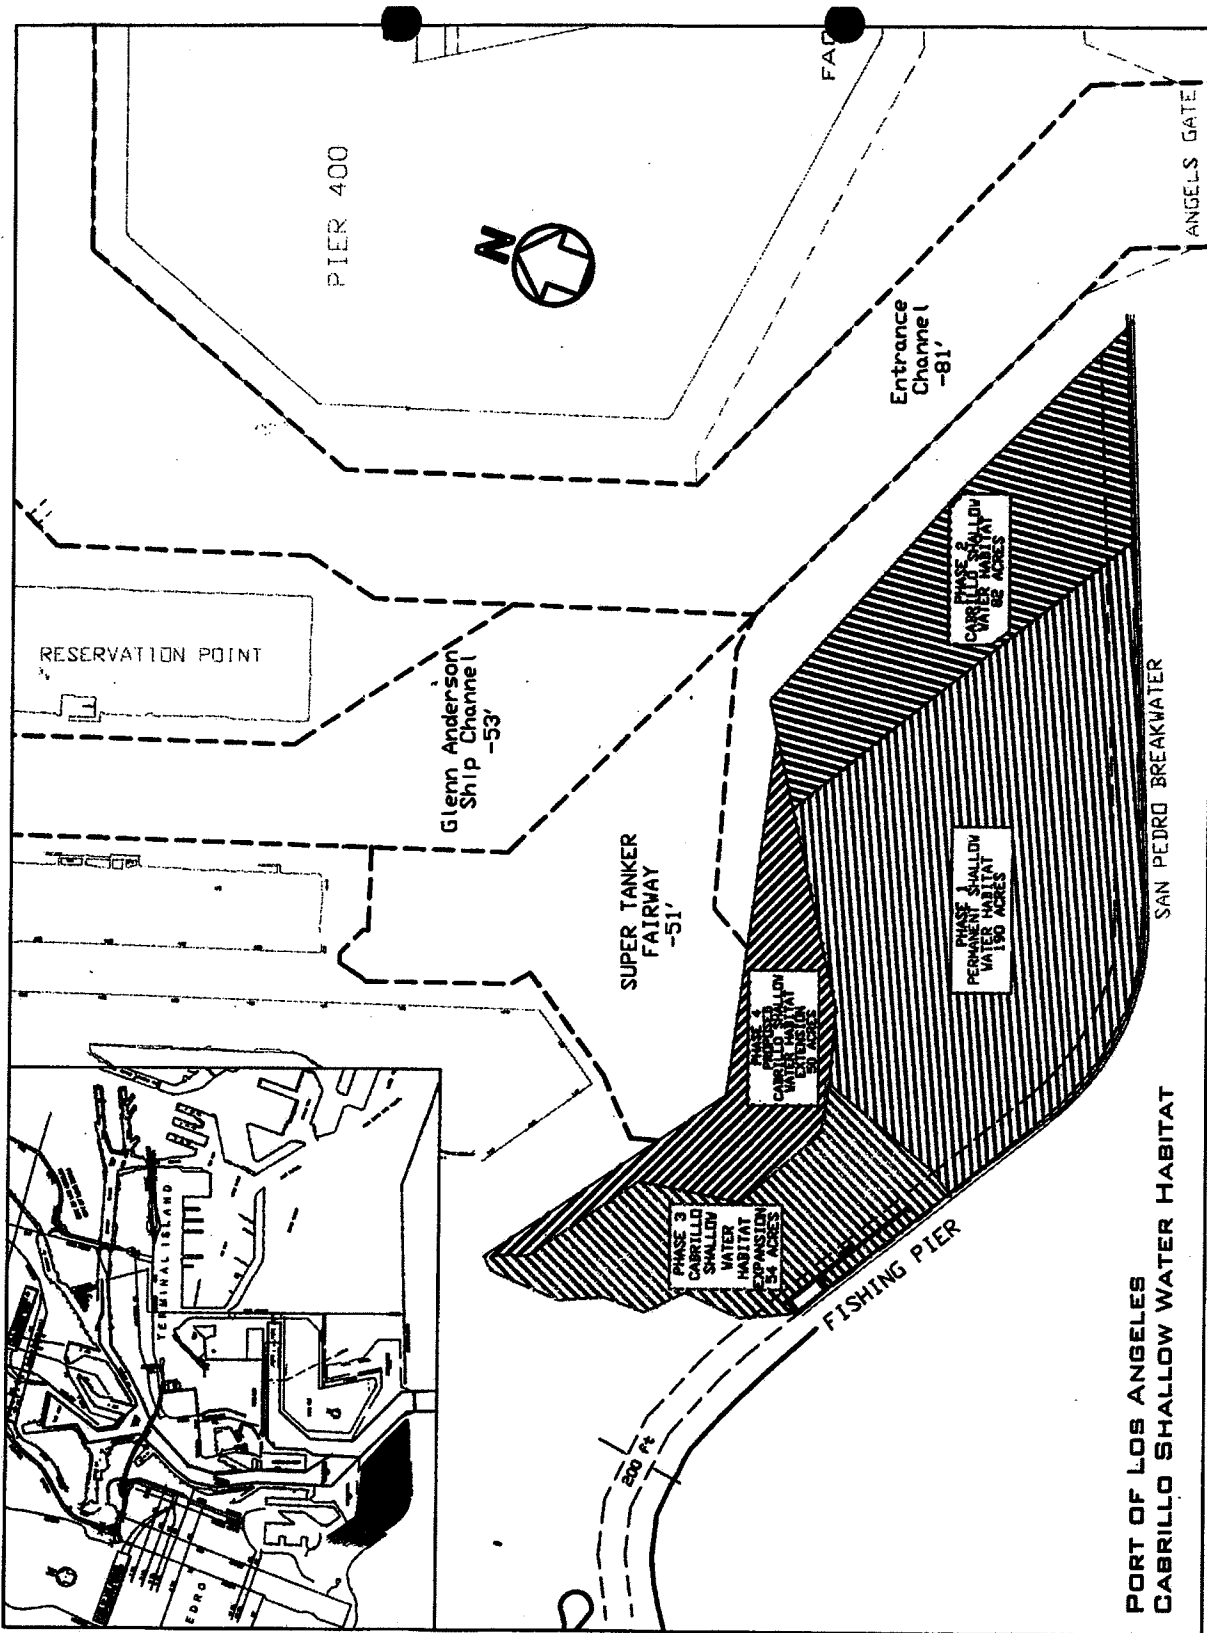 PIER 400
FAC
N
ANGELS GATE
Entrance
Channel
-81'
RESERVATION POINT
Glenn Anderson
Ship Channel
-53'
SUPER TANKER
FAIRWAY
-51'
PHASE 2
CABRILLO SHALLOW
WATER HABITAT
82 ACRES
PHASE 1
PERMANENT SHALLOW
WATER HABITAT
190 ACRES
PHASE 4
PROPOSED
CABRILLO SHALLOW
WATER HABITAT
EXTENSION
50 ACRES
PHASE 3
CABRILLO
SHALLOW
WATER
HABITAT
EXPANSION
54 ACRES
SAN PEDRO BREAKWATER
FISHING PIER
200 ft
TERMINAL ISLAND
EDRO
PORT OF LOS ANGELES
CABRILLO SHALLOW WATER HABITAT